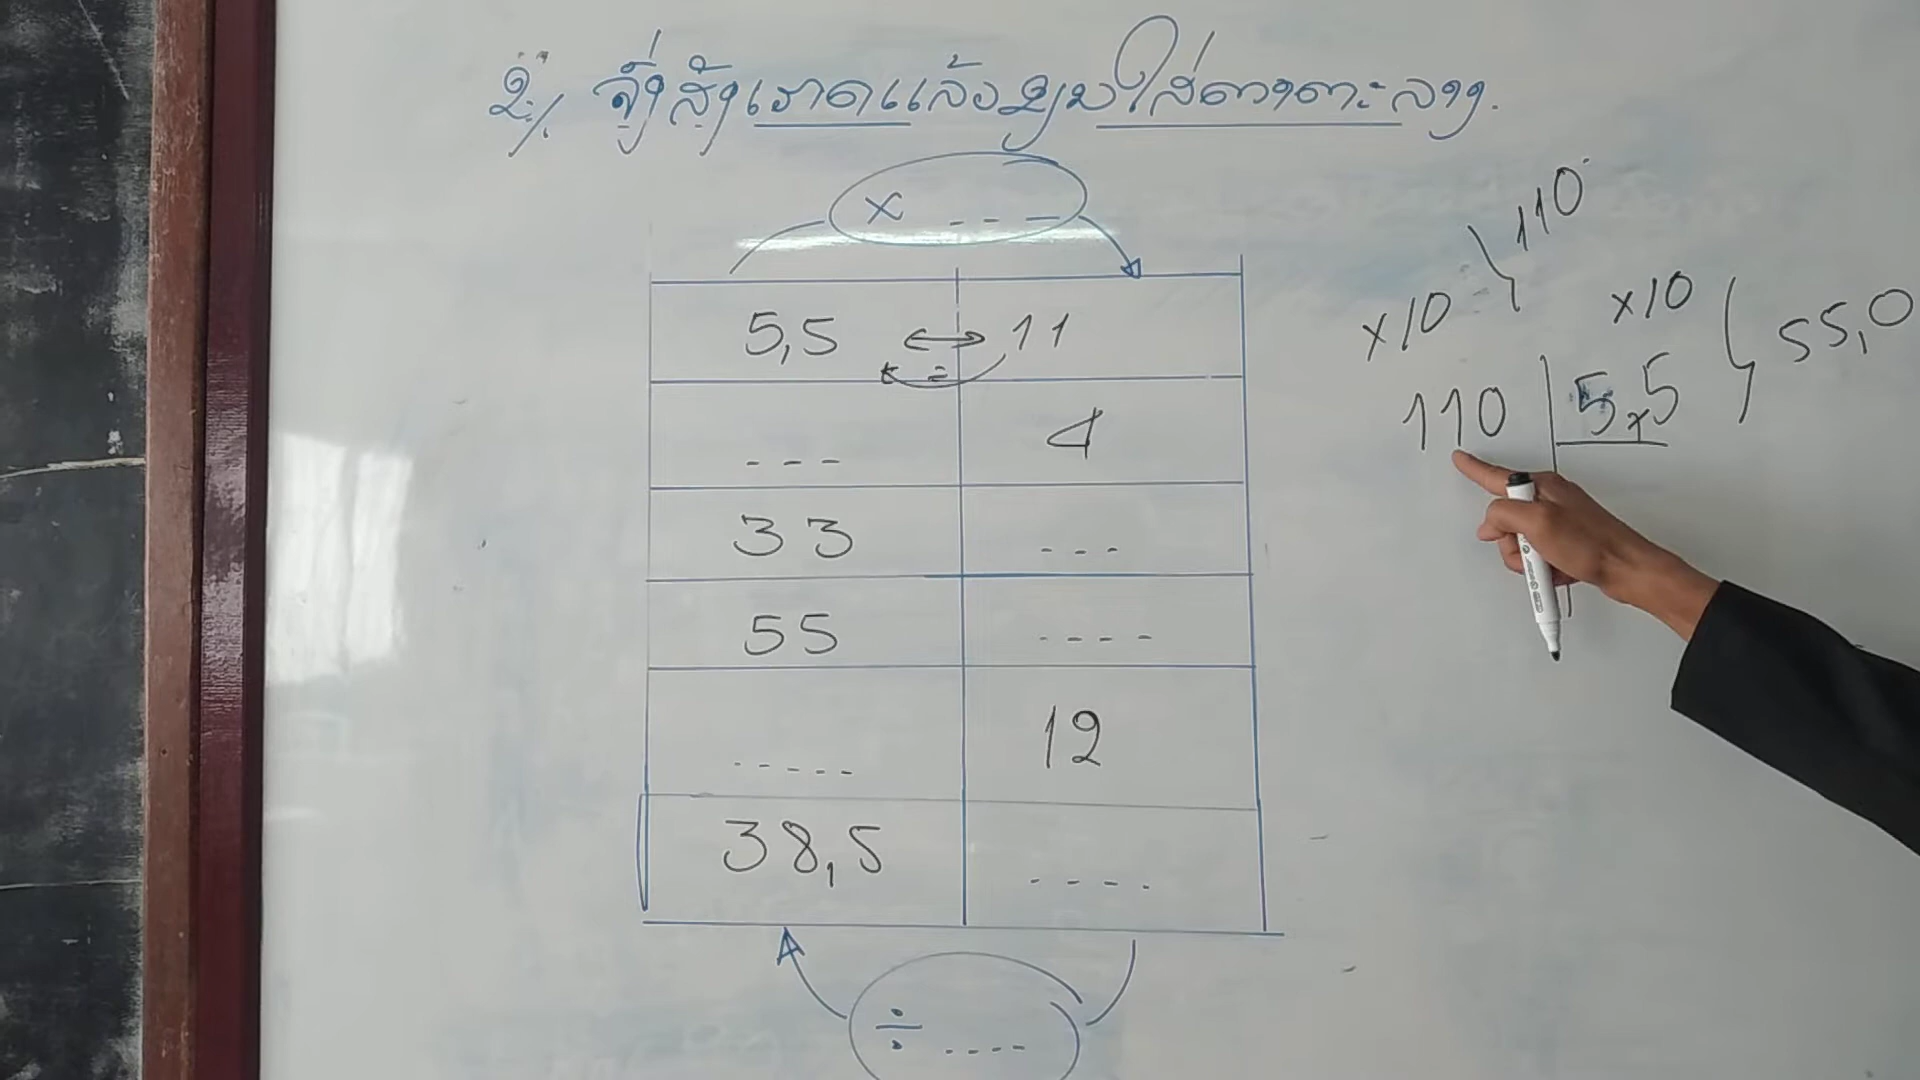 2./ ຈົ່ງສັງເກດແລ້ວຂຽນໃສ່ຕາຕະລາງ.
× - - -
5,5 ↔ 11
- - - 4
33 - - -
55 - - - -
- - - - - 12
38,5 - - - -
÷ - - - -
×10 } 110
×10 } 55,0
110 | 5,5